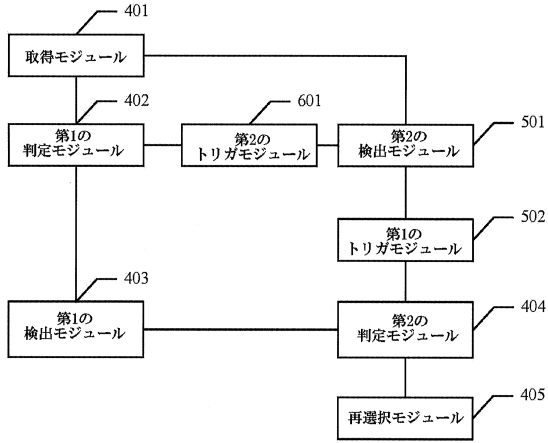 401
取得モジュール
402
第1の
判定モジュール
601
第2の
トリガモジュール
501
第2の
検出モジュール
502
第1の
トリガモジュール
403
第1の
検出モジュール
404
第2の
判定モジュール
405
再選択モジュール